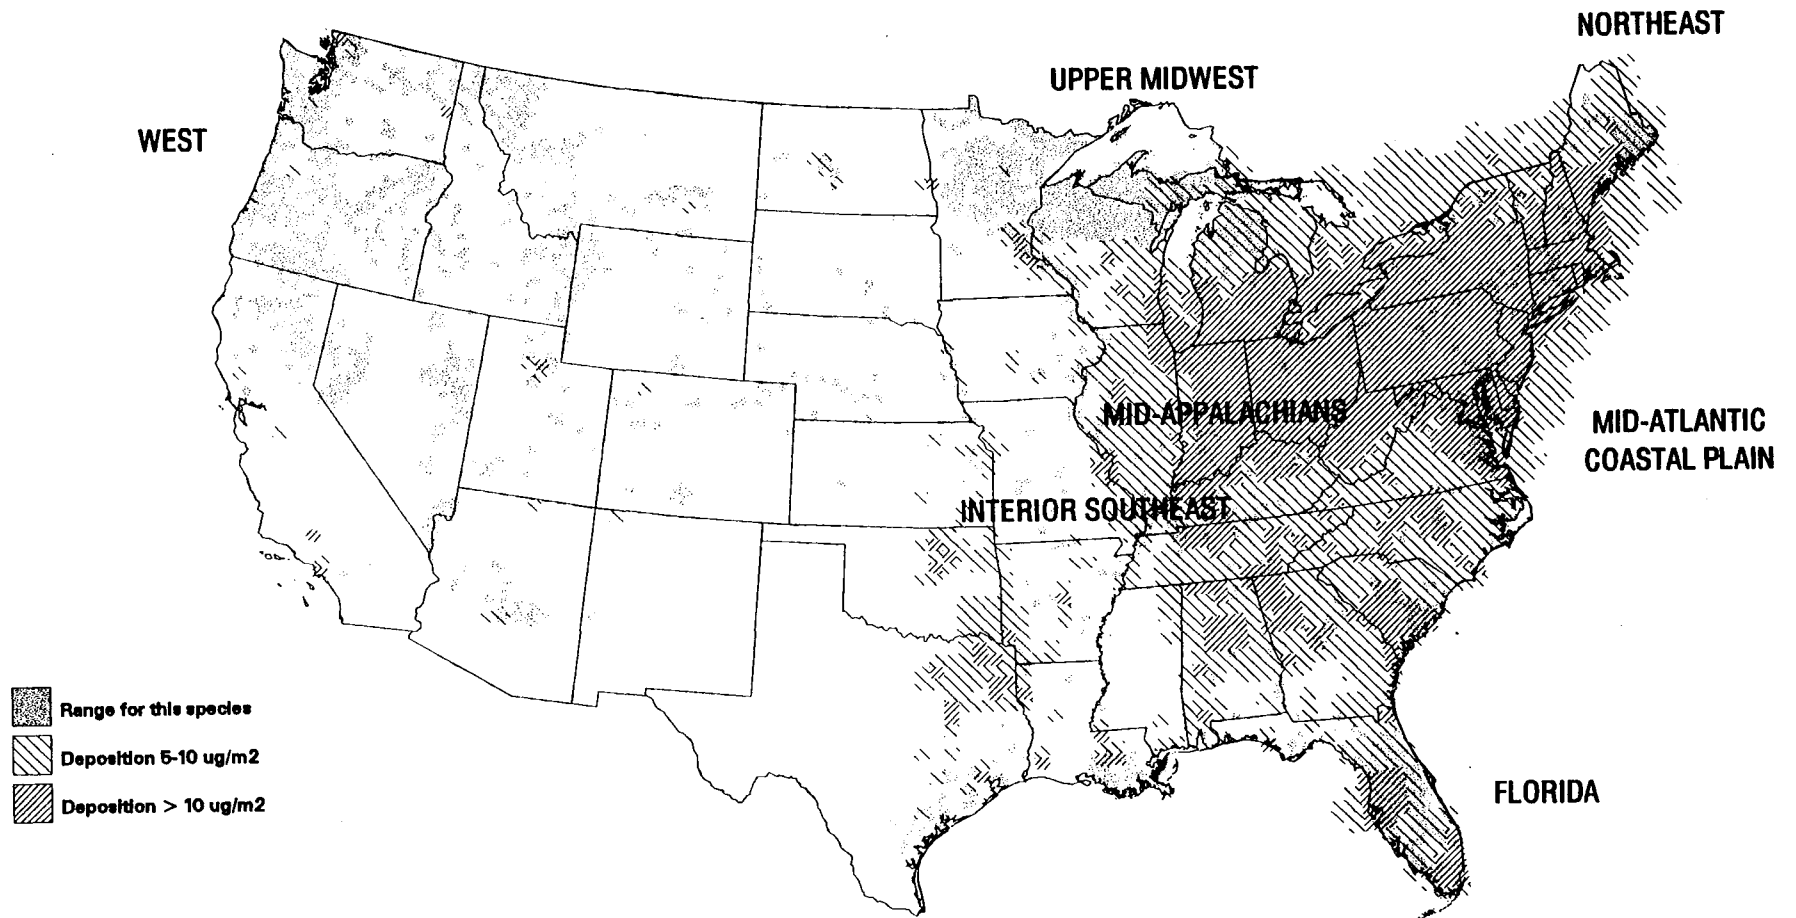 NORTHEAST
UPPER MIDWEST
WEST
MID-APPALACHIANS
MID-ATLANTIC
COASTAL PLAIN
INTERIOR SOUTHEAST
Range for this species
Deposition 5-10 ug/m2
Deposition > 10 ug/m2
FLORIDA